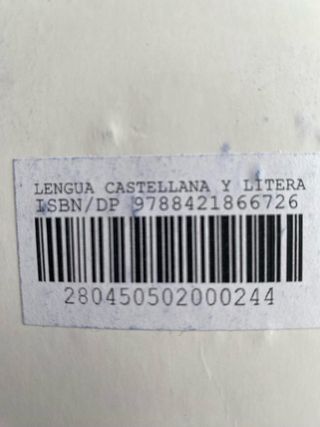 LENGUA CASTELLANA Y LITERA
ISBN/DP 9788421866726
280450502000244